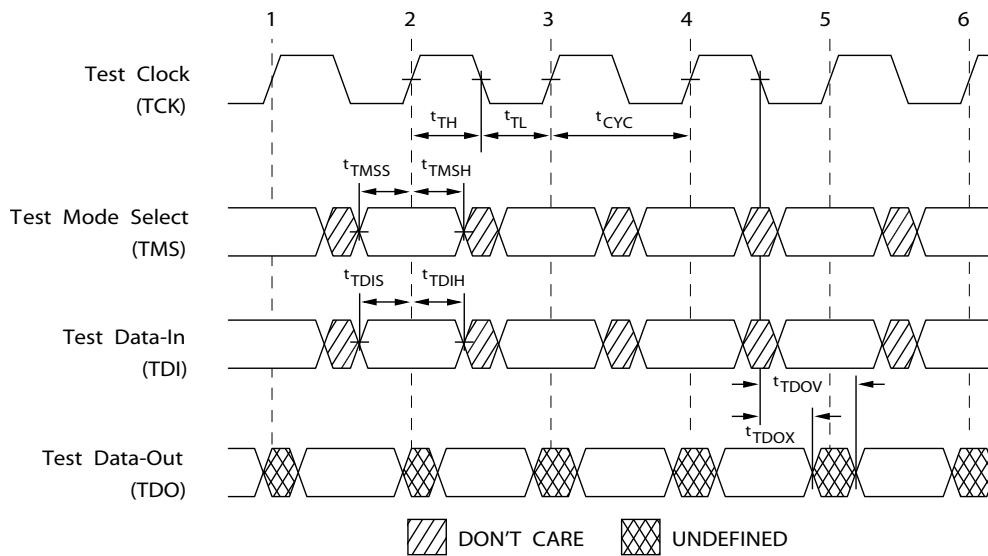 1 2 3 4 5 6
Test Clock
(TCK)
tTH tTL tCYC
tTMSS tTMSH
Test Mode Select
(TMS)
tTDIS tTDIH
Test Data-In
(TDI)
tTDOV
tTDOX
Test Data-Out
(TDO)
DON'T CARE UNDEFINED